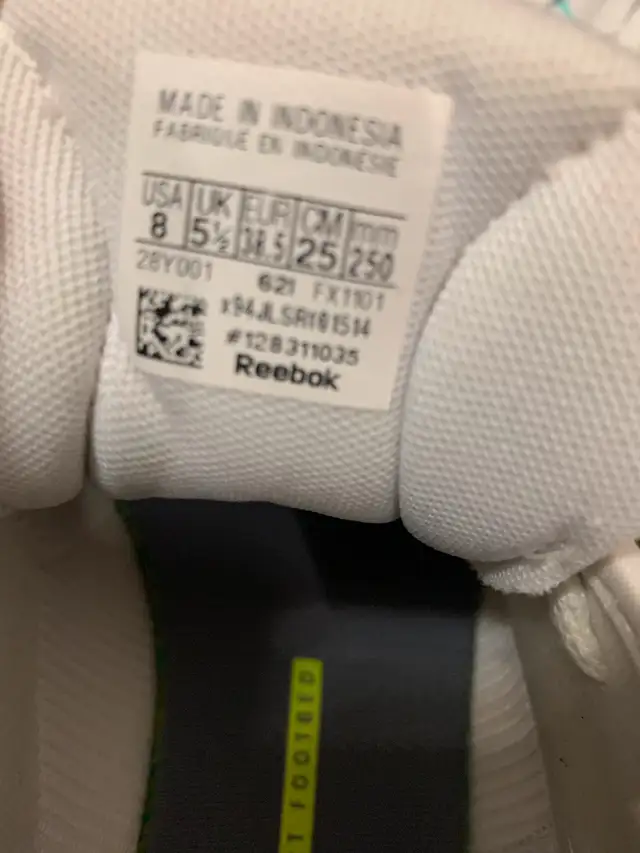 MADE IN INDONESIA
FABRIQUE EN INDONESIE
USA UK EUR CM mm
8 5½ 38.5 25 250
28Y001 621 FX1101
x94JLSR101514
#128311035
Reebok
T FOOTBED